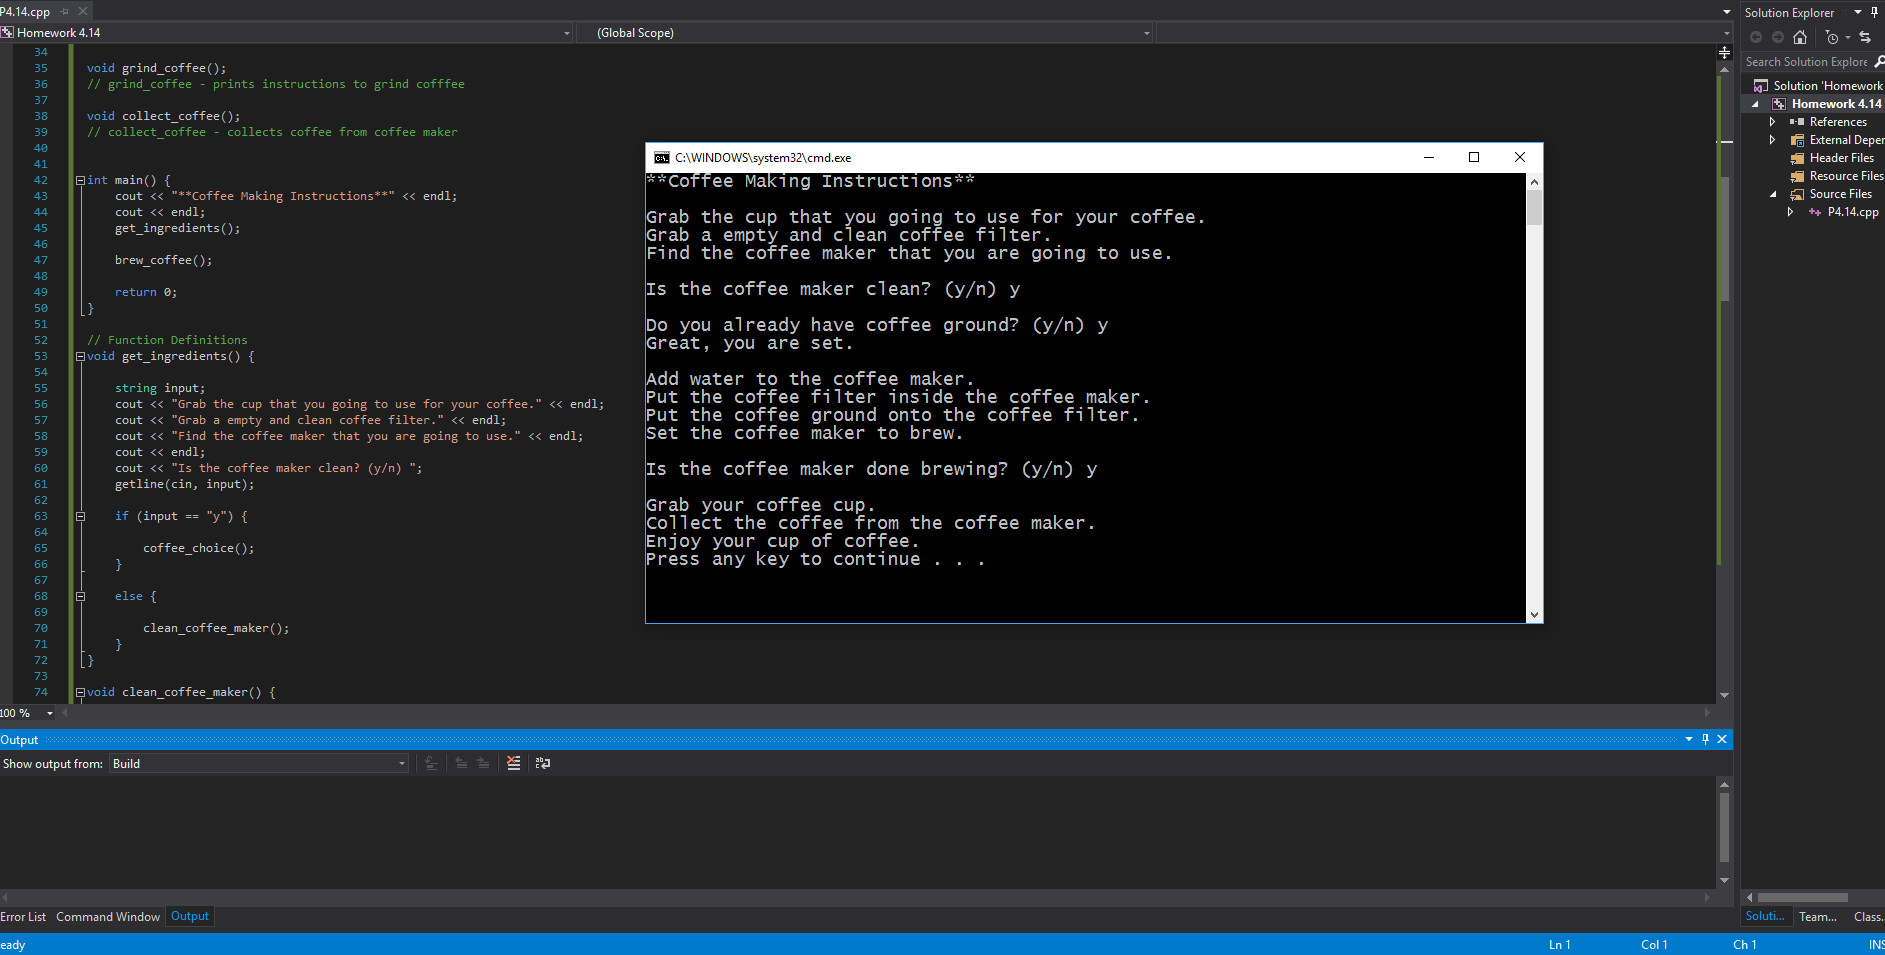 P4.14.cpp
Homework 4.14
(Global Scope)
34
35 void grind_coffee();
36 // grind_coffee - prints instructions to grind cofffee
37
38 void collect_coffee();
39 // collect_coffee - collects coffee from coffee maker
40
41
42 int main() {
43 cout << "**Coffee Making Instructions**" << endl;
44 cout << endl;
45 get_ingredients();
46
47 brew_coffee();
48
49 return 0;
50 }
51
52 // Function Definitions
53 void get_ingredients() {
54
55 string input;
56 cout << "Grab the cup that you going to use for your coffee." << endl;
57 cout << "Grab a empty and clean coffee filter." << endl;
58 cout << "Find the coffee maker that you are going to use." << endl;
59 cout << endl;
60 cout << "Is the coffee maker clean? (y/n) ";
61 getline(cin, input);
62
63 if (input == "y") {
64
65 coffee_choice();
66 }
67
68 else {
69
70 clean_coffee_maker();
71 }
72 }
73
74 void clean_coffee_maker() {
100 %
C:\WINDOWS\system32\cmd.exe
**Coffee Making Instructions**
Grab the cup that you going to use for your coffee.
Grab a empty and clean coffee filter.
Find the coffee maker that you are going to use.
Is the coffee maker clean? (y/n) y
Do you already have coffee ground? (y/n) y
Great, you are set.
Add water to the coffee maker.
Put the coffee filter inside the coffee maker.
Put the coffee ground onto the coffee filter.
Set the coffee maker to brew.
Is the coffee maker done brewing? (y/n) y
Grab your coffee cup.
Collect the coffee from the coffee maker.
Enjoy your cup of coffee.
Press any key to continue . . .
Solution Explorer
Search Solution Explore
Solution 'Homework
Homework 4.14
References
External Deper
Header Files
Resource Files
Source Files
P4.14.cpp
Output
Show output from: Build
Error List Command Window Output
Soluti... Team... Class.
eady
Ln 1 Col 1 Ch 1 INS